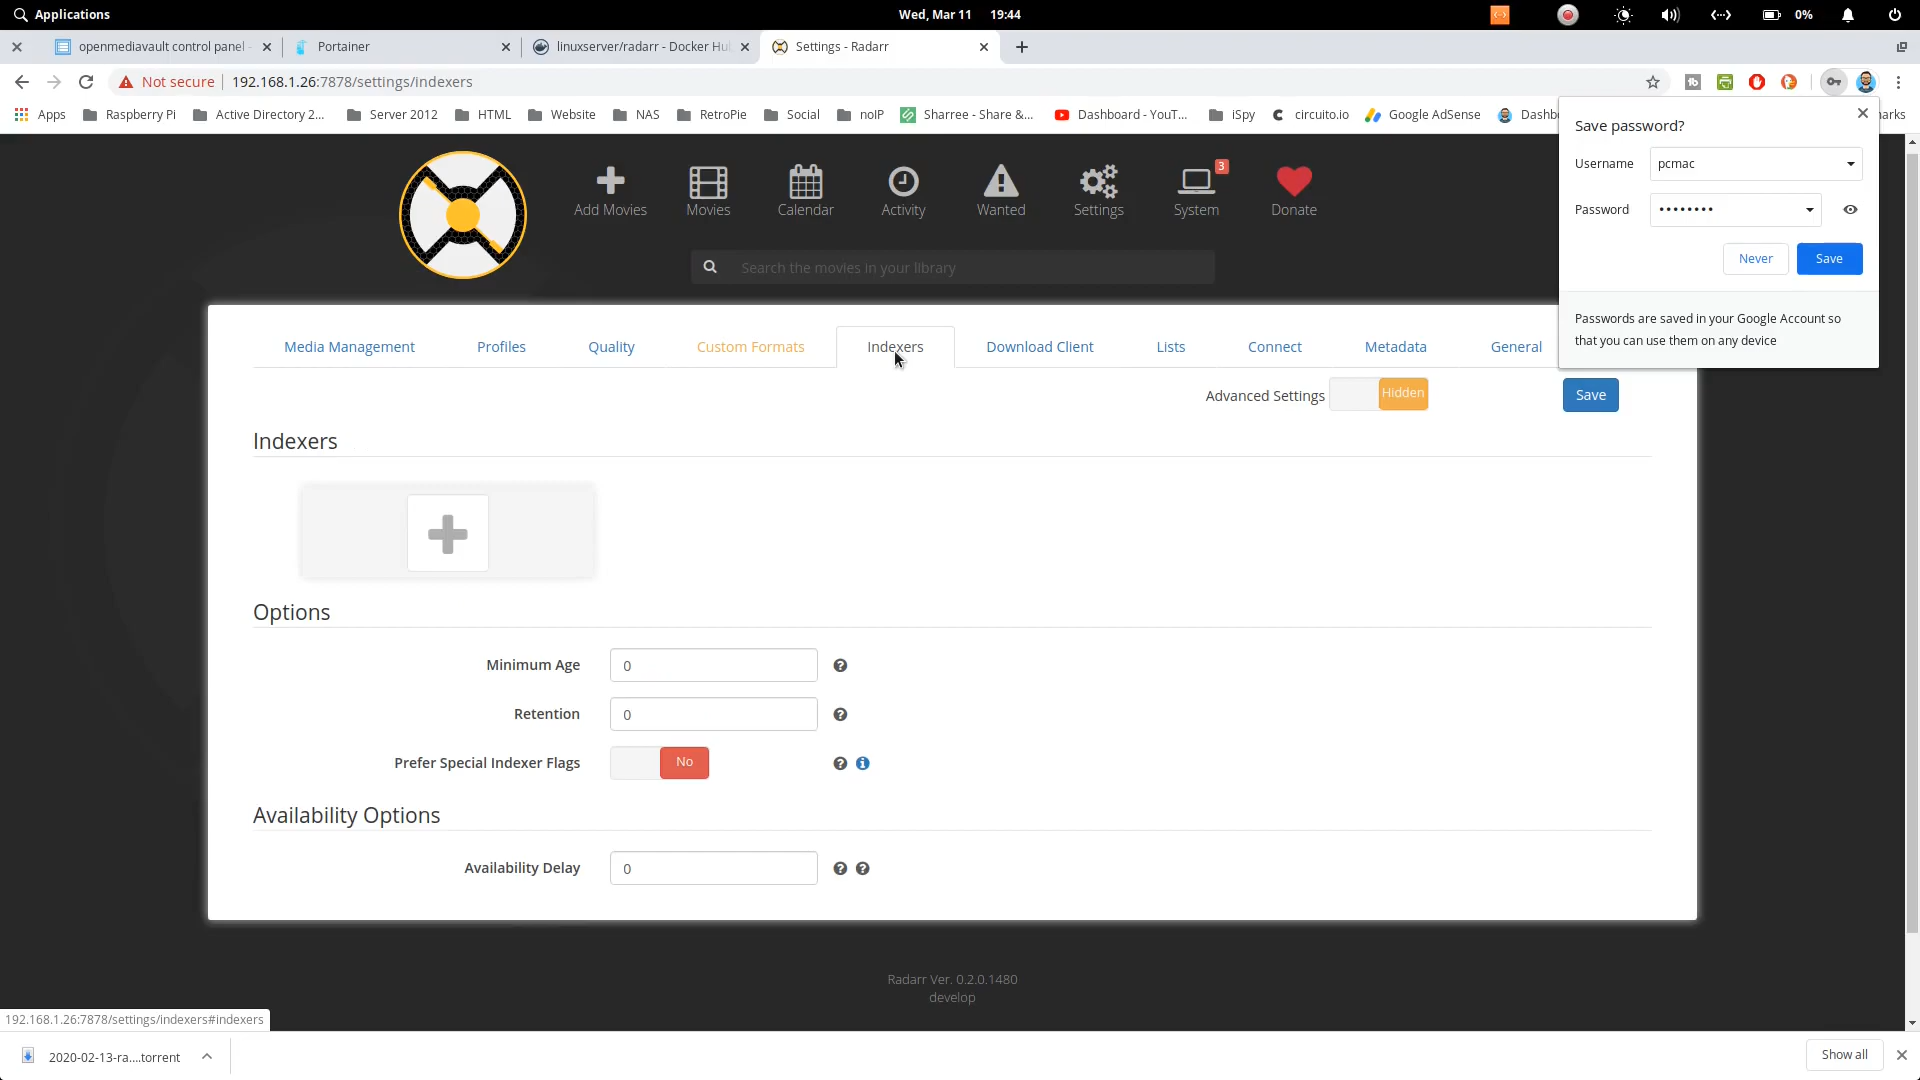 Applications
Wed, Mar 11 19:44
0%
openmediavault control panel -
Portainer
linuxserver/radarr - Docker Hu
Settings - Radarr
Not secure
192.168.1.26:7878/settings/indexers
Apps
Raspberry Pi
Active Directory 2...
Server 2012
HTML
Website
NAS
RetroPie
Social
noIP
Sharree - Share &...
Dashboard - YouT...
iSpy
circuito.io
Google AdSense
Dashb
Save password?
Username
pcmac
Password
••••••••
Never
Save
Passwords are saved in your Google Account so
that you can use them on any device
Add Movies
Movies
Calendar
Activity
Wanted
Settings
3
System
Donate
Search the movies in your library
Media Management
Profiles
Quality
Custom Formats
Indexers
Download Client
Lists
Connect
Metadata
General
Advanced Settings
Hidden
Save
Indexers
Options
Minimum Age
0
Retention
0
Prefer Special Indexer Flags
No
Availability Options
Availability Delay
0
Radarr Ver. 0.2.0.1480
develop
192.168.1.26:7878/settings/indexers#indexers
2020-02-13-ra....torrent
Show all